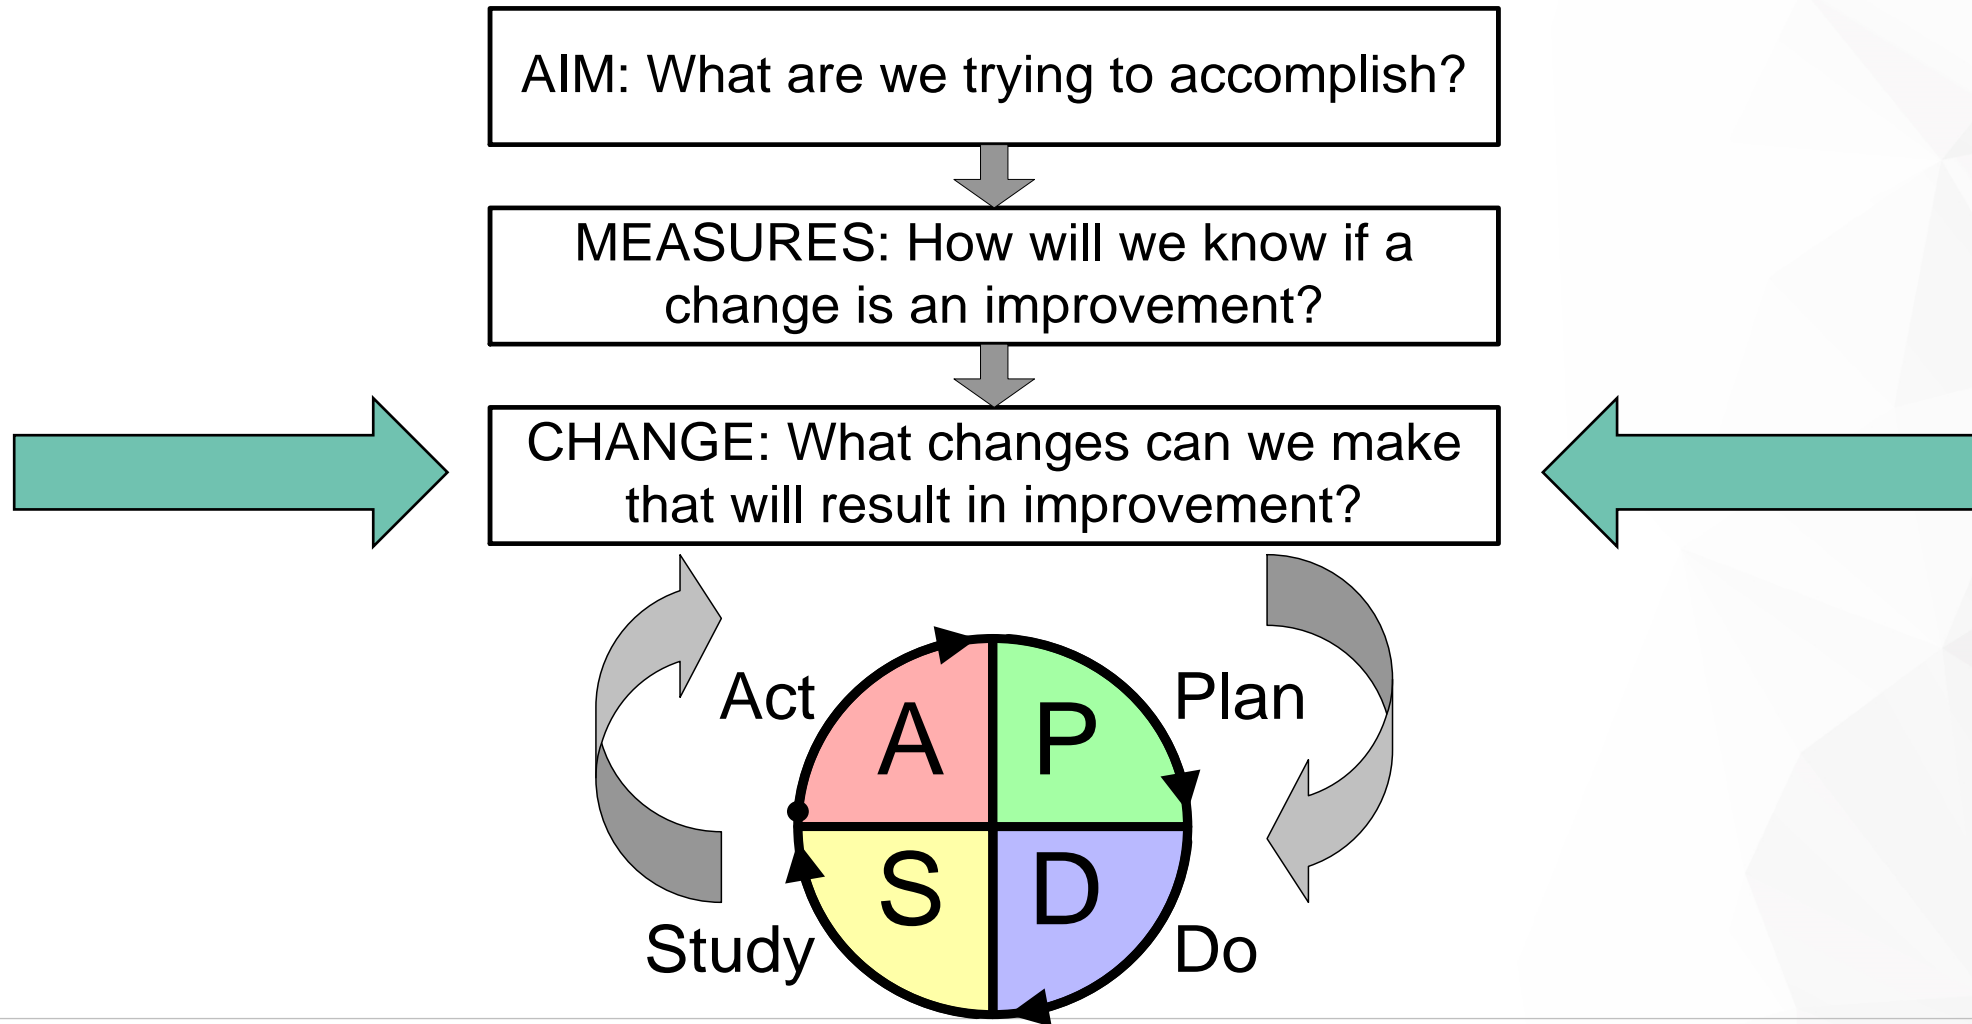 AIM: What are we trying to accomplish?
MEASURES: How will we know if a
change is an improvement?
CHANGE: What changes can we make
that will result in improvement?
Act
A
P
Plan
Study
S
D
Do